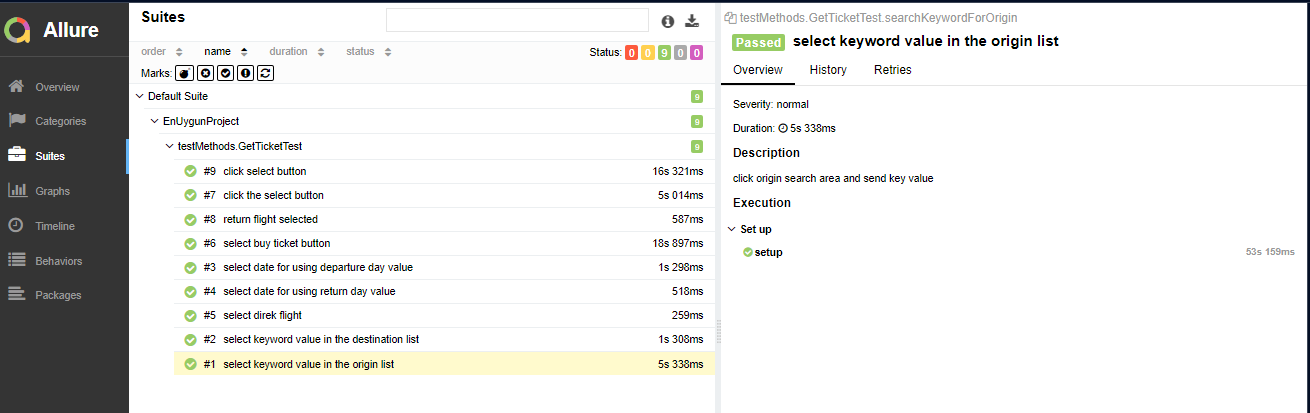 Allure
Overview
Categories
Suites
Graphs
Timeline
Behaviors
Packages
Suites
order name duration status Status: 0 0 9 0 0
Marks:
Default Suite 9
EnUygunProject 9
testMethods.GetTicketTest 9
#9 click select button 16s 321ms
#7 click the select button 5s 014ms
#8 return flight selected 587ms
#6 select buy ticket button 18s 897ms
#3 select date for using departure day value 1s 298ms
#4 select date for using return day value 518ms
#5 select direk flight 259ms
#2 select keyword value in the destination list 1s 308ms
#1 select keyword value in the origin list 5s 338ms
testMethods.GetTicketTest.searchKeywordForOrigin
Passed select keyword value in the origin list
Overview History Retries
Severity: normal
Duration: 5s 338ms
Description
click origin search area and send key value
Execution
Set up
setup 53s 159ms